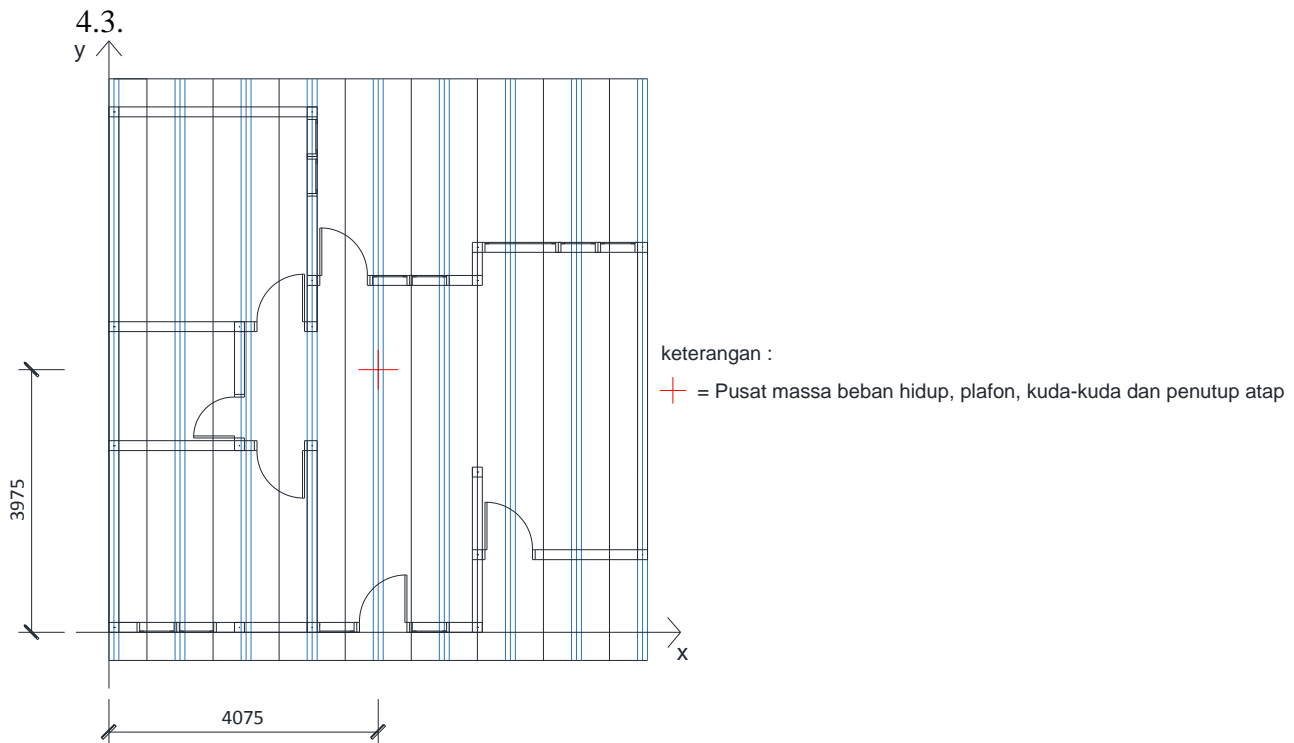 4.3.
y
keterangan :
= Pusat massa beban hidup, plafon, kuda-kuda dan penutup atap
3975
x
4075